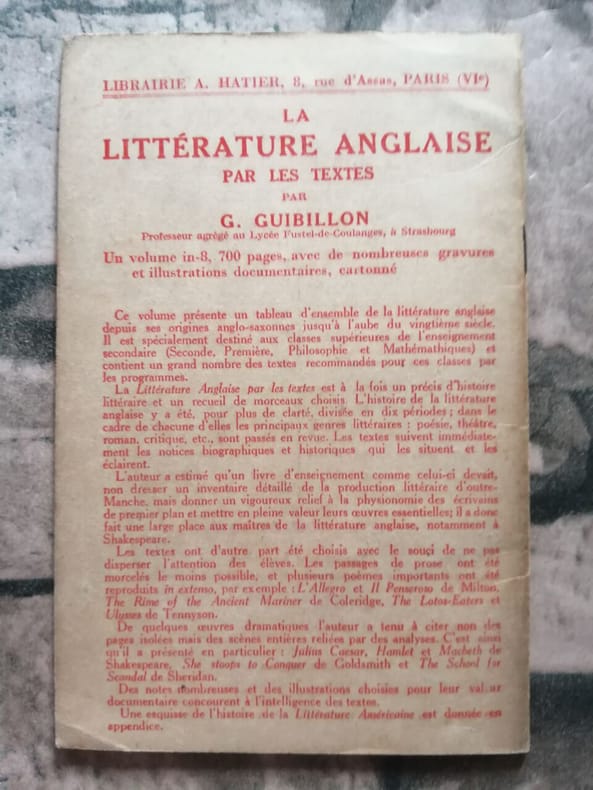 LIBRAIRIE A. HATIER, 8, rue d'Assas, PARIS (VIe)
LA
LITTÉRATURE ANGLAISE
PAR LES TEXTES
PAR
G. GUIBILLON
Professeur agrégé au Lycée Fustel-de-Coulanges, à Strasbourg
Un volume in-8, 700 pages, avec de nombreuses gravures
et illustrations documentaires, cartonné
Ce volume présente un tableau d'ensemble de la littérature anglaise
depuis ses origines anglo-saxonnes jusqu'à l'aube du vingtième siècle.
Il est spécialement destiné aux classes supérieures de l'enseignement
secondaire (Seconde, Première, Philosophie et Mathématiques) et
contient un grand nombre des textes recommandés pour ces classes par
les programmes.
La Littérature Anglaise par les textes est à la fois un précis d'histoire
littéraire et un recueil de morceaux choisis. L'histoire de la littérature
anglaise y a été, pour plus de clarté, divisée en dix périodes ; dans le
cadre de chacune d'elles les principaux genres littéraires : poésie, théâtre,
roman, critique, etc., sont passés en revue. Les textes suivent immédiate-
ment les notices biographiques et historiques qui les situent et les
éclairent.
L'auteur a estimé qu'un livre d'enseignement comme celui-ci devait,
non dresser un inventaire détaillé de la production littéraire d'outre-
Manche, mais donner un vigoureux relief à la physionomie des écrivains
de premier plan et mettre en pleine valeur leurs œuvres essentielles; il a donc
fait une large place aux maîtres de la littérature anglaise, notamment à
Shakespeare.
Les textes ont d'autre part été choisis avec le souci de ne pas
disperser l'attention des élèves. Les passages de prose ont été
morcelés le moins possible, et plusieurs poèmes importants ont été
reproduits in extenso, par exemple : L'Allegro et Il Penseroso de Milton,
The Rime of the Ancient Mariner de Coleridge, The Lotos-Eaters et
Ulysses de Tennyson.
De quelques œuvres dramatiques l'auteur a tenu à citer non des
pages isolées mais des scènes entières reliées par des analyses. C'est ainsi
qu'il a présenté en particulier : Julius Caesar, Hamlet et Macbeth de
Shakespeare, She stoops to Conquer de Goldsmith et The School for
Scandal de Sheridan.
Des notes nombreuses et des illustrations choisies pour leur valeur
documentaire concourent à l'intelligence des textes.
Une esquisse de l'histoire de la Littérature Américaine est donnée en
appendice.